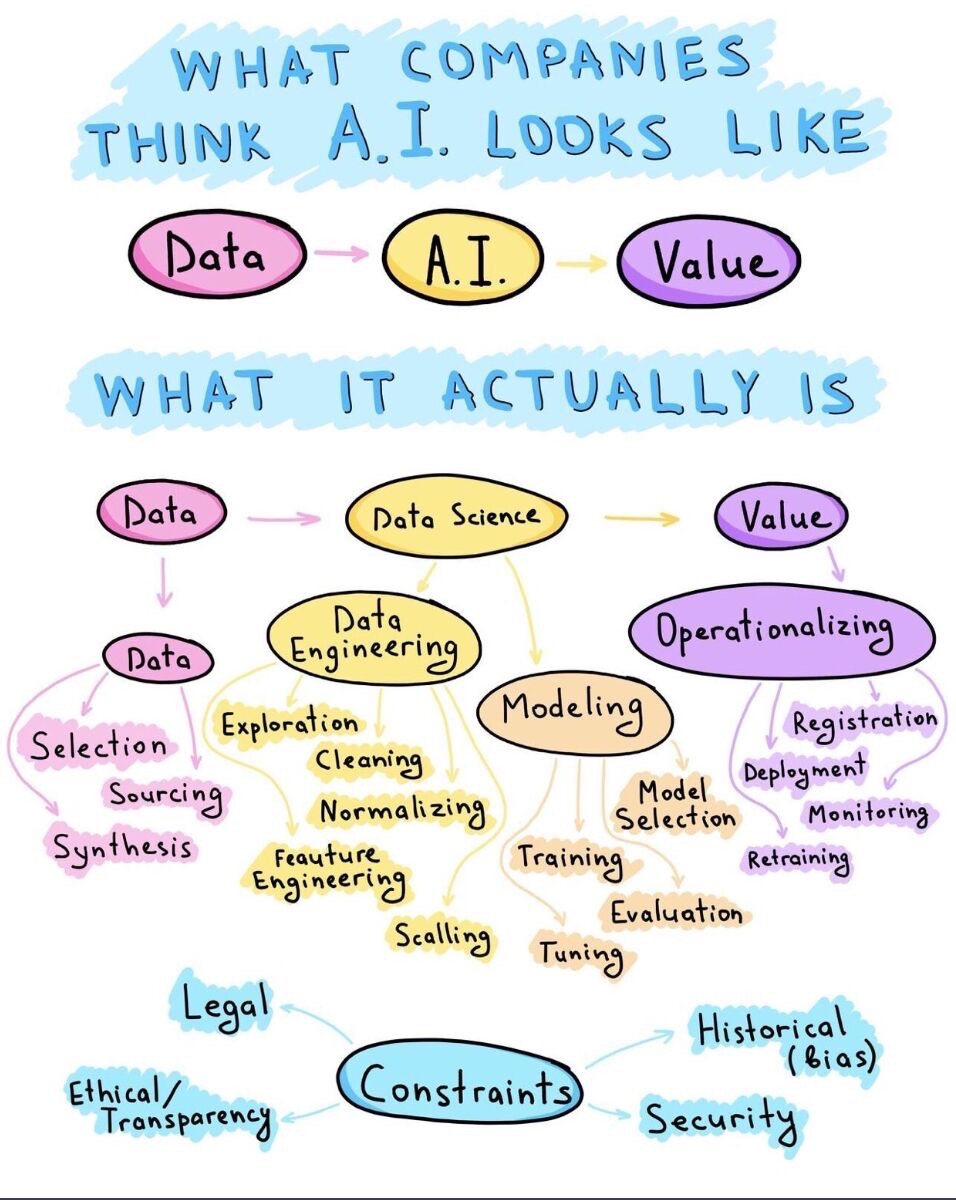 WHAT COMPANIES
THINK A.I. LOOKS LIKE
Data
A.I.
Value
WHAT IT ACTUALLY IS
Data
Data Science
Value
Data
Engineering
Operationalizing
Data
Modeling
Selection
Sourcing
Synthesis
Exploration
Cleaning
Normalizing
Feauture
Engineering
Scalling
Model
Selection
Training
Evaluation
Tuning
Registration
Deployment
Monitoring
Retraining
Legal
Historical
(bias)
Constraints
Ethical/
Transparency
Security